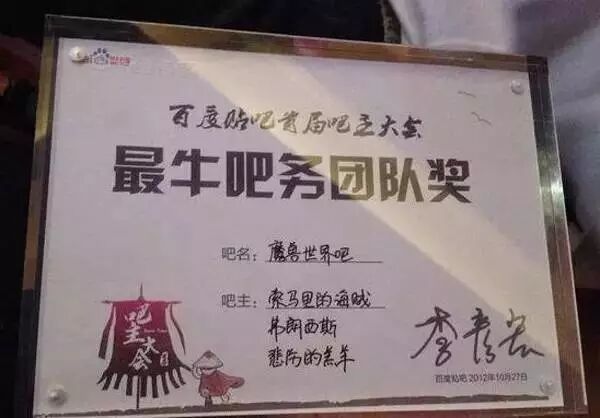 百度贴吧首届吧主大会
最牛吧务团队奖
吧名：魔兽世界吧
吧主：索马里的海贼
弗朗西斯
悲伤的羔羊
吧主大会
百度贴吧 2012年10月27日